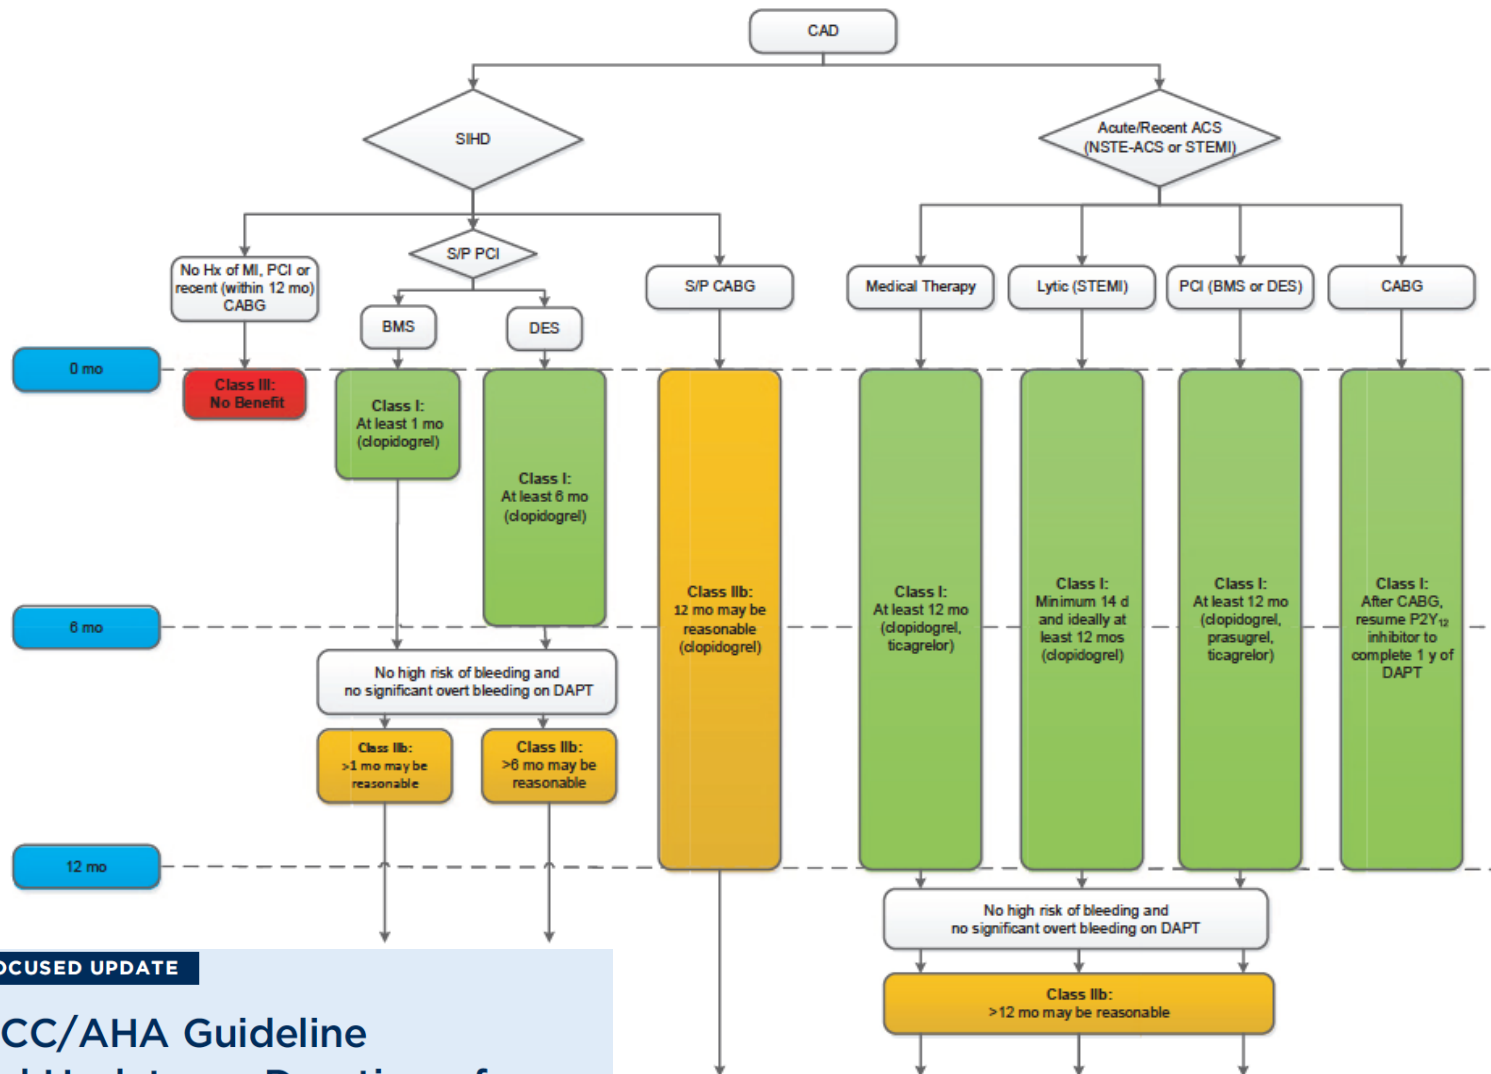 CAD
SIHD
Acute/Recent ACS
(NSTE-ACS or STEMI)
No Hx of MI, PCI or
recent (within 12 mo)
CABG
S/P PCI
BMS
DES
S/P CABG
Medical Therapy
Lytic (STEMI)
PCI (BMS or DES)
CABG
0 mo
Class III:
No Benefit
Class I:
At least 1 mo
(clopidogrel)
Class I:
At least 6 mo
(clopidogrel)
Class IIb:
12 mo may be
reasonable
(clopidogrel)
Class I:
At least 12 mo
(clopidogrel,
ticagrelor)
Class I:
Minimum 14 d
and ideally at
least 12 mos
(clopidogrel)
Class I:
At least 12 mo
(clopidogrel,
prasugrel,
ticagrelor)
Class I:
After CABG,
resume P2Y₁₂
inhibitor to
complete 1 y of
DAPT
6 mo
No high risk of bleeding and
no significant overt bleeding on DAPT
Class IIb:
>1 mo may be
reasonable
Class IIb:
>6 mo may be
reasonable
12 mo
No high risk of bleeding and
no significant overt bleeding on DAPT
Class IIb:
>12 mo may be reasonable
OCUSED UPDATE
CC/AHA Guideline